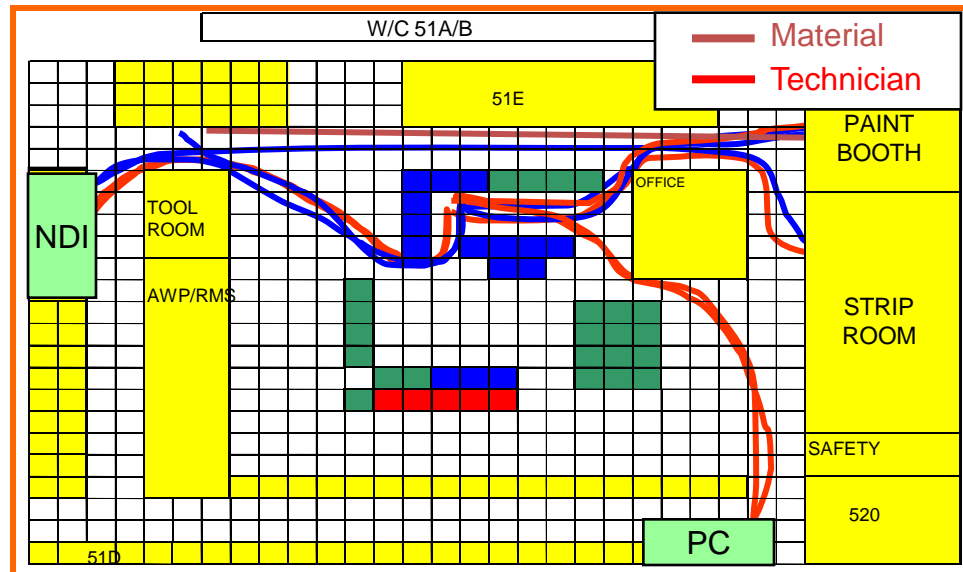 W/C 51A/B
Material
Technician
51E
PAINT
BOOTH
OFFICE
TOOL
ROOM
NDI
AWP/RMS
STRIP
ROOM
SAFETY
520
PC
51D